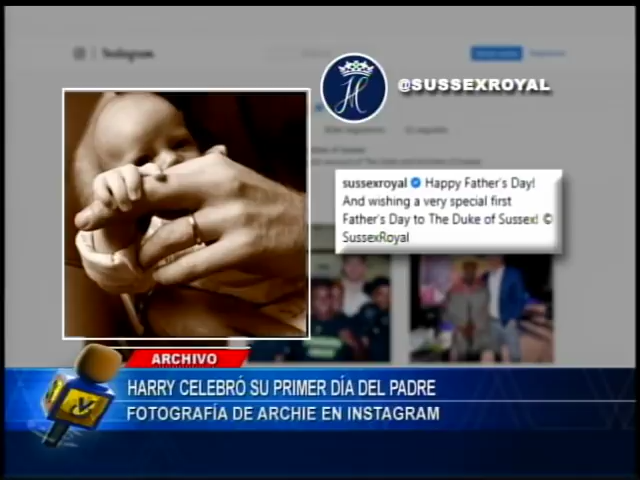 Instagram
@SUSSEXROYAL
sussexroyal Happy Father's Day!
And wishing a very special first
Father's Day to The Duke of Sussex! ©
SussexRoyal
ARCHIVO
HARRY CELEBRÓ SU PRIMER DÍA DEL PADRE
FOTOGRAFÍA DE ARCHIE EN INSTAGRAM